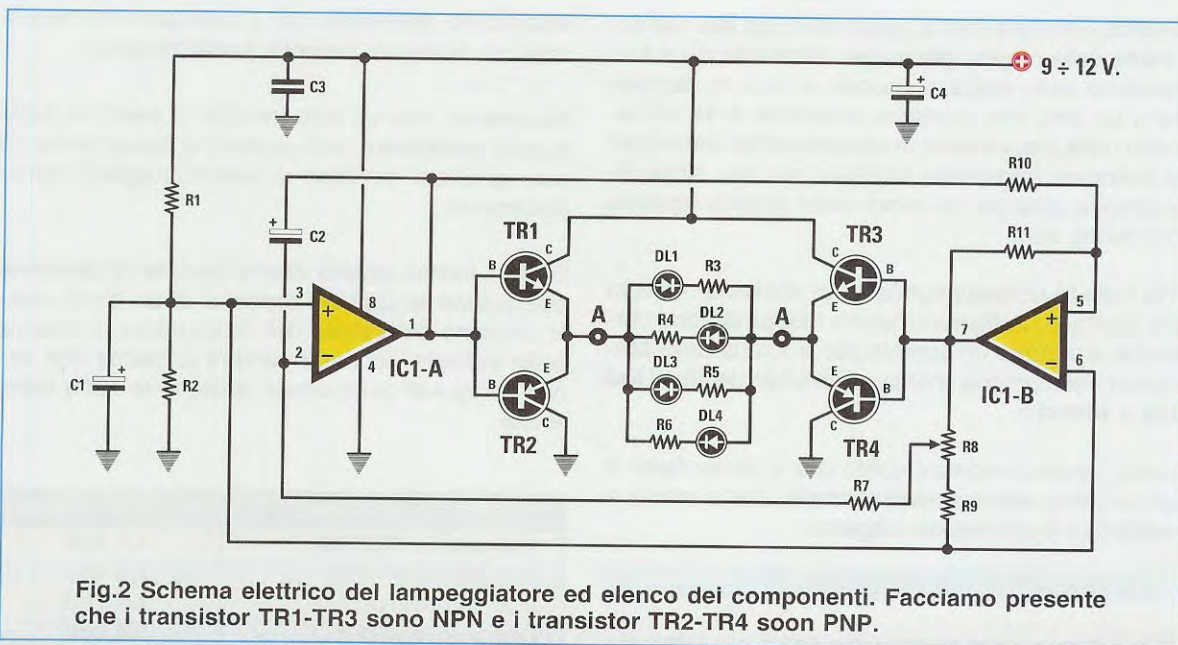 9 ÷ 12 V.
C3
+
C4
R1
R10
C2
+
R11
TR1
TR3
DL1
R3
C
C
B
B
3
8
E
E
5
+
R4
DL2
+
A
A
1
7
2
−
4
DL3
R5
−
6
+
C1
R2
IC1-A
E
E
IC1-B
B
B
C
R6
DL4
C
TR2
TR4
R8
R7
R9
Fig.2 Schema elettrico del lampeggiatore ed elenco dei componenti. Facciamo presente
che i transistor TR1-TR3 sono NPN e i transistor TR2-TR4 soon PNP.